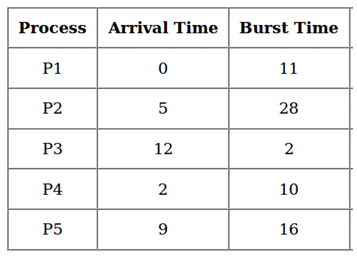 Process Arrival Time Burst Time
P1 0 11
P2 5 28
P3 12 2
P4 2 10
P5 9 16